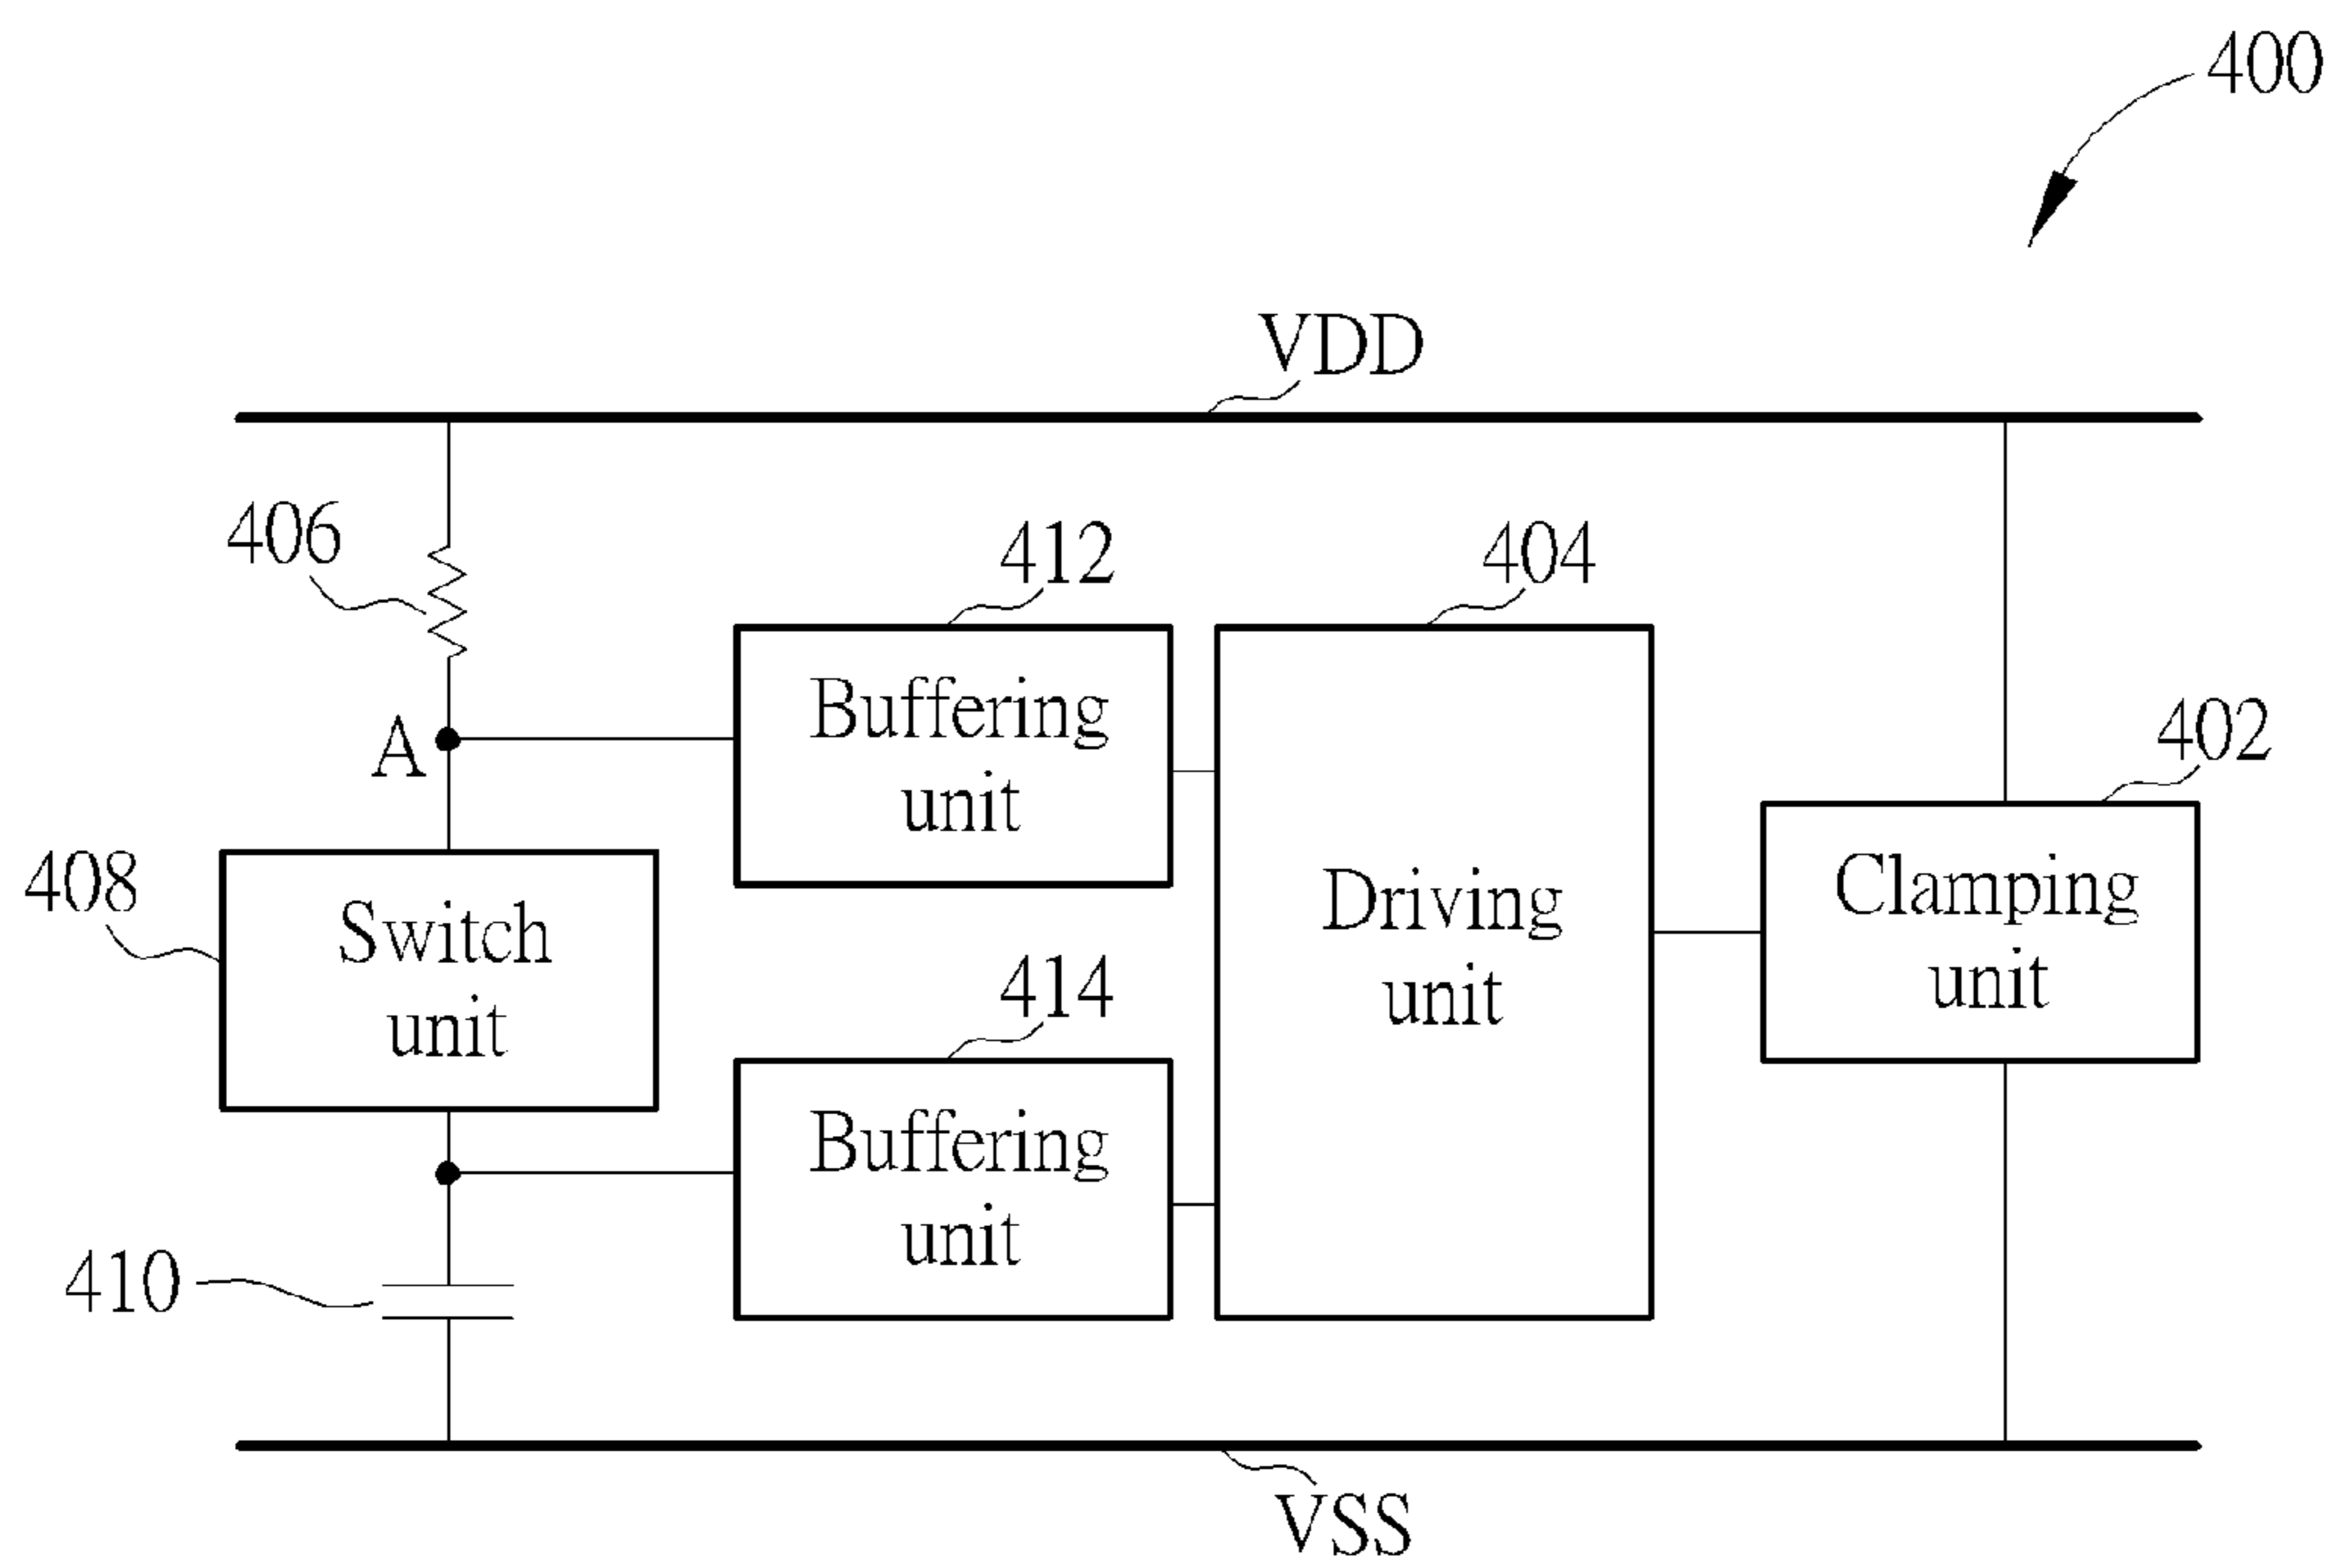 400
VDD
406
412
404
A
Buffering
unit
402
408
Switch
unit
Driving
unit
Clamping
unit
414
Buffering
unit
410
VSS